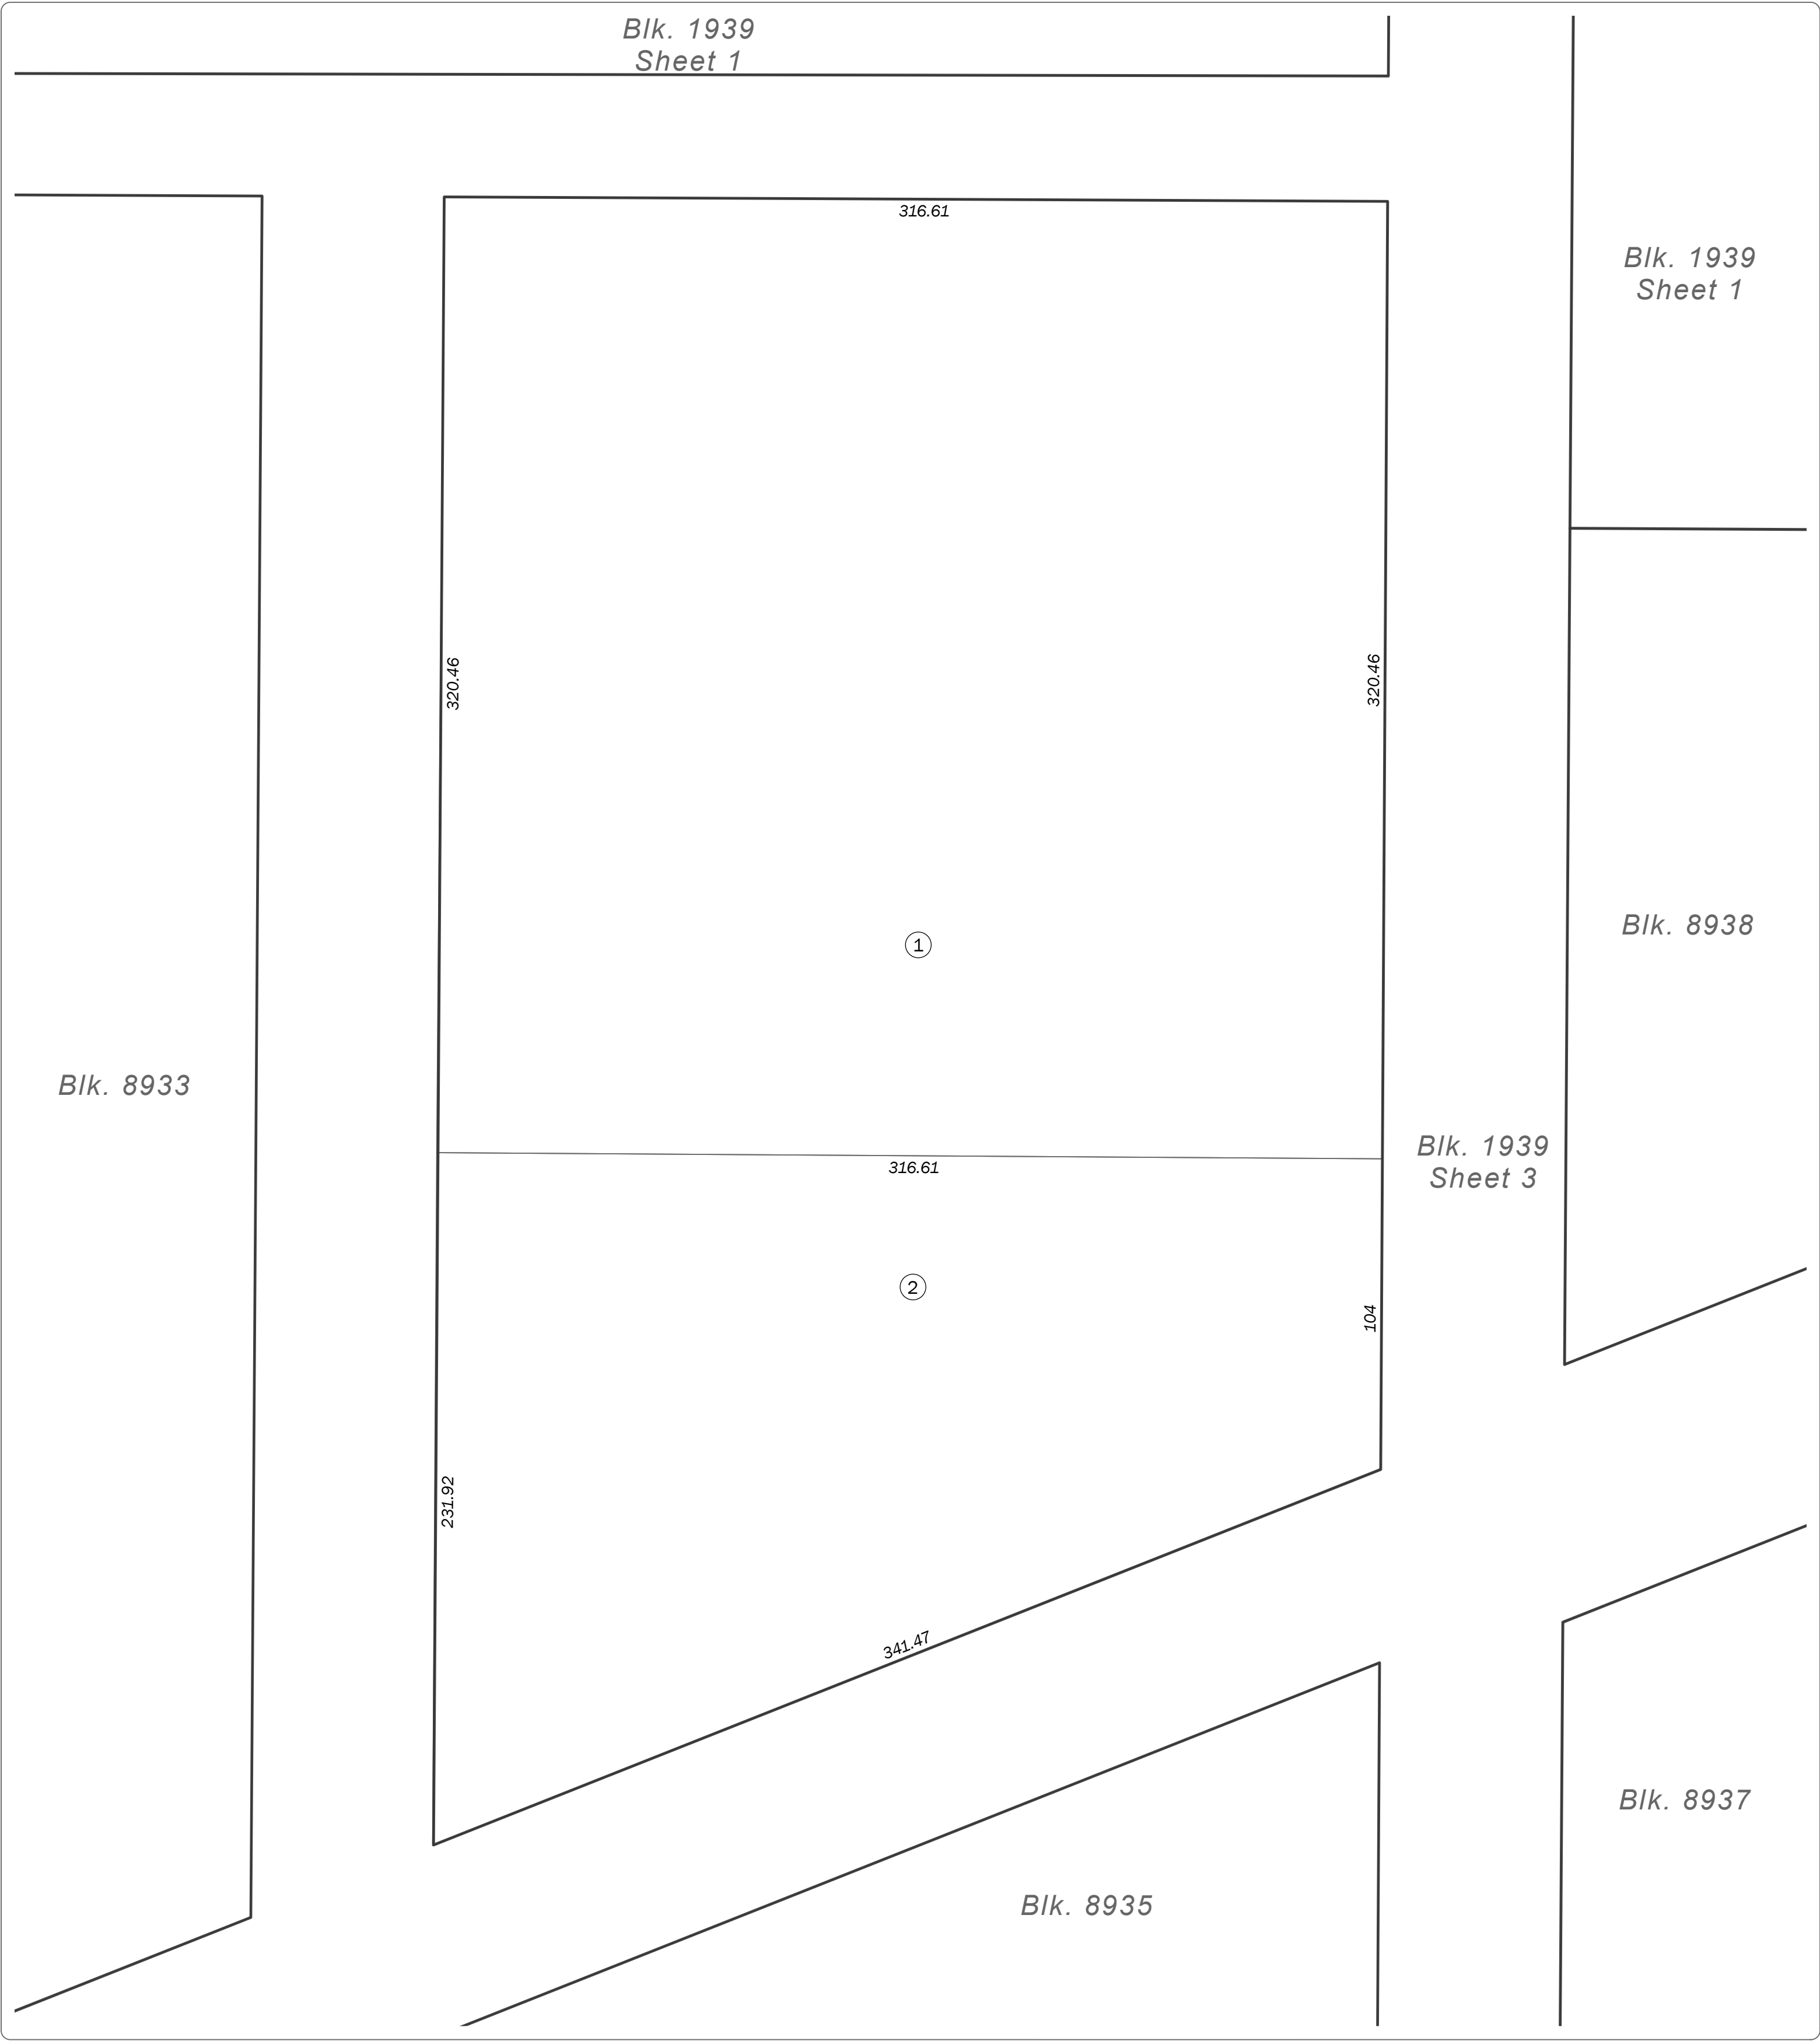 Blk. 1939
Sheet 1
316.61
Blk. 1939
Sheet 1
320.46
320.46
Blk. 8938
1
Blk. 8933
Blk. 1939
Sheet 3
316.61
2
104
231.92
341.47
Blk. 8937
Blk. 8935